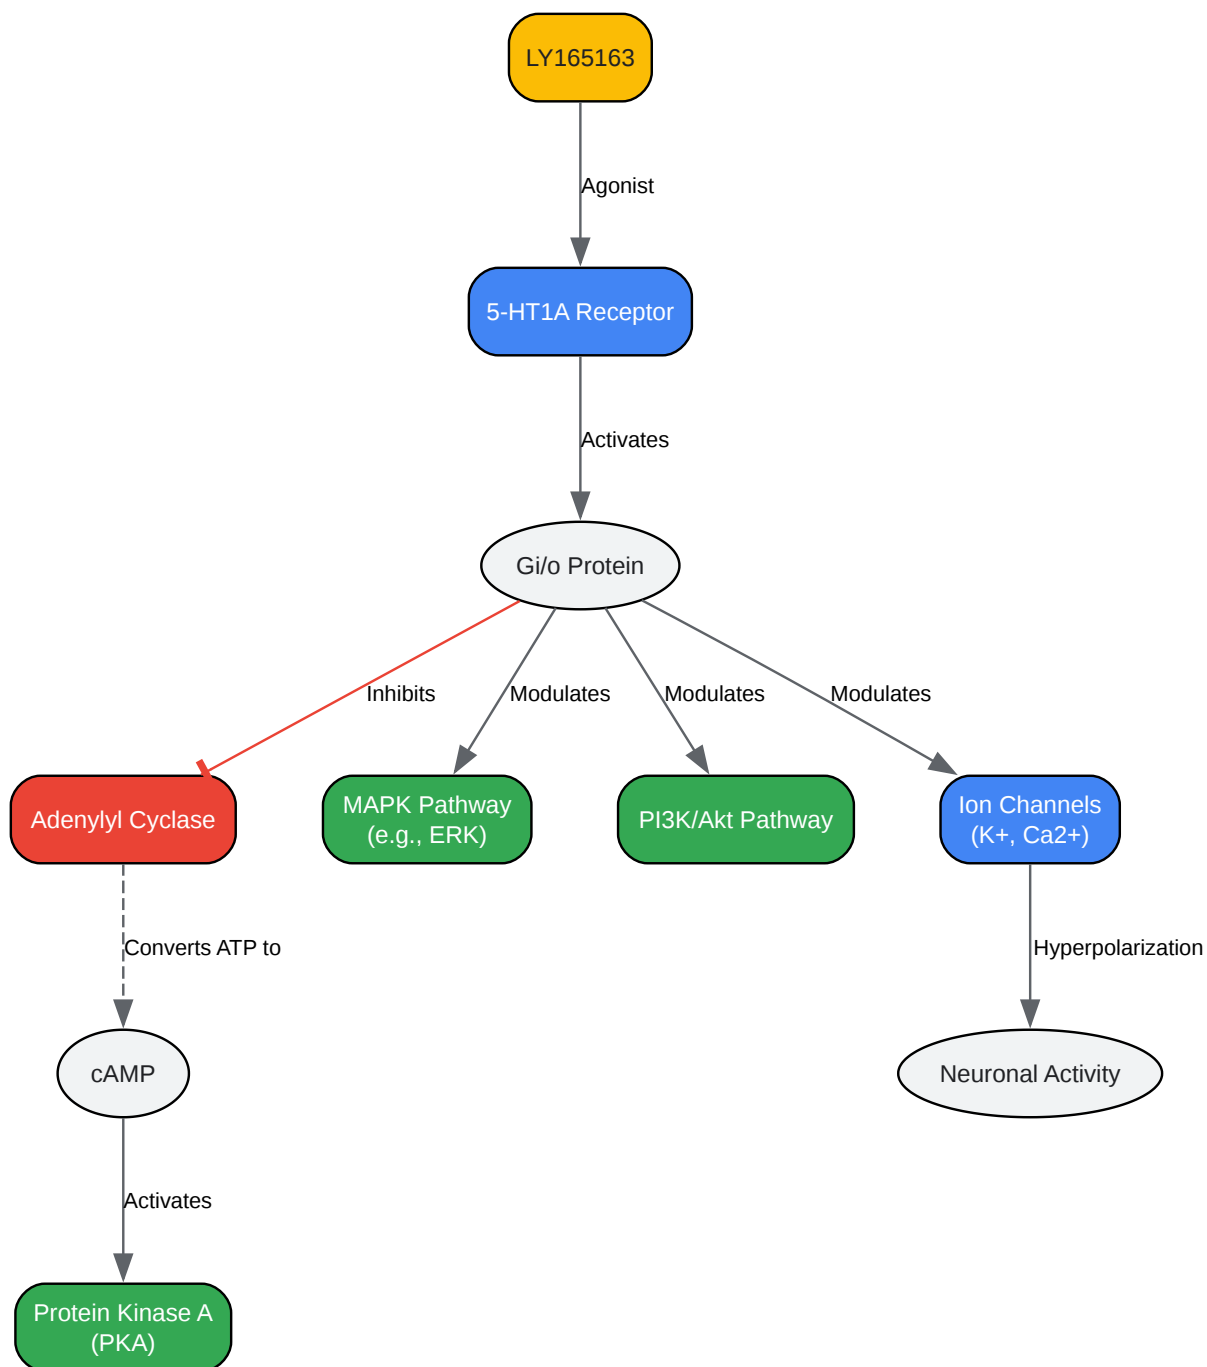 LY165163
Agonist
5-HT1A Receptor
Activates
Gi/o Protein
Inhibits
Modulates
Modulates
Modulates
Adenylyl Cyclase
MAPK Pathway
(e.g., ERK)
PI3K/Akt Pathway
Ion Channels
(K+, Ca2+)
Converts ATP to
Hyperpolarization
cAMP
Neuronal Activity
Activates
Protein Kinase A
(PKA)